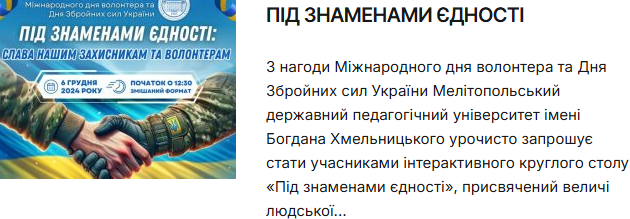 Міжнародного дня волонтера та
Дня Збройних сил України
ПІД ЗНАМЕНАМИ ЄДНОСТІ:
СЛАВА НАШИМ ЗАХИСНИКАМ ТА ВОЛОНТЕРАМ
6 ГРУДНЯ
2024 РОКУ
ПОЧАТОК О 12:30
ЗМІШАНИЙ ФОРМАТ
ПІД ЗНАМЕНАМИ ЄДНОСТІ
З нагоди Міжнародного дня волонтера та Дня
Збройних сил України Мелітопольський
державний педагогічний університет імені
Богдана Хмельницького урочисто запрошує
стати учасниками інтерактивного круглого столу
«Під знаменами єдності», присвячений величі
людської...